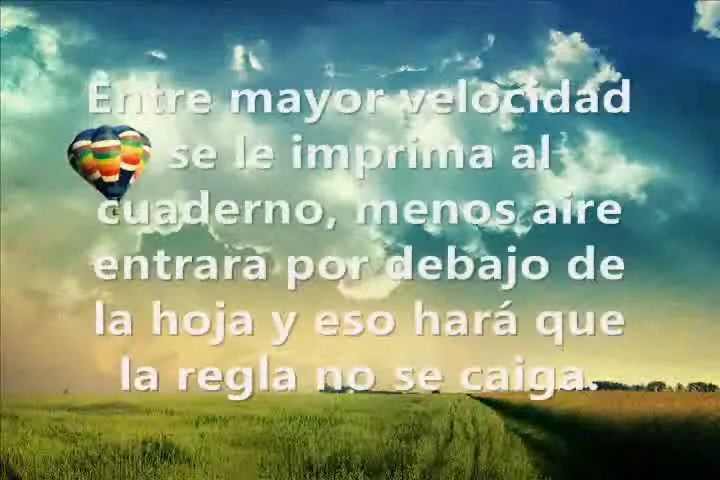 Entre mayor velocidad
se le imprima al
cuaderno, menos aire
entrara por debajo de
la hoja y eso hará que
la regla no se caiga.